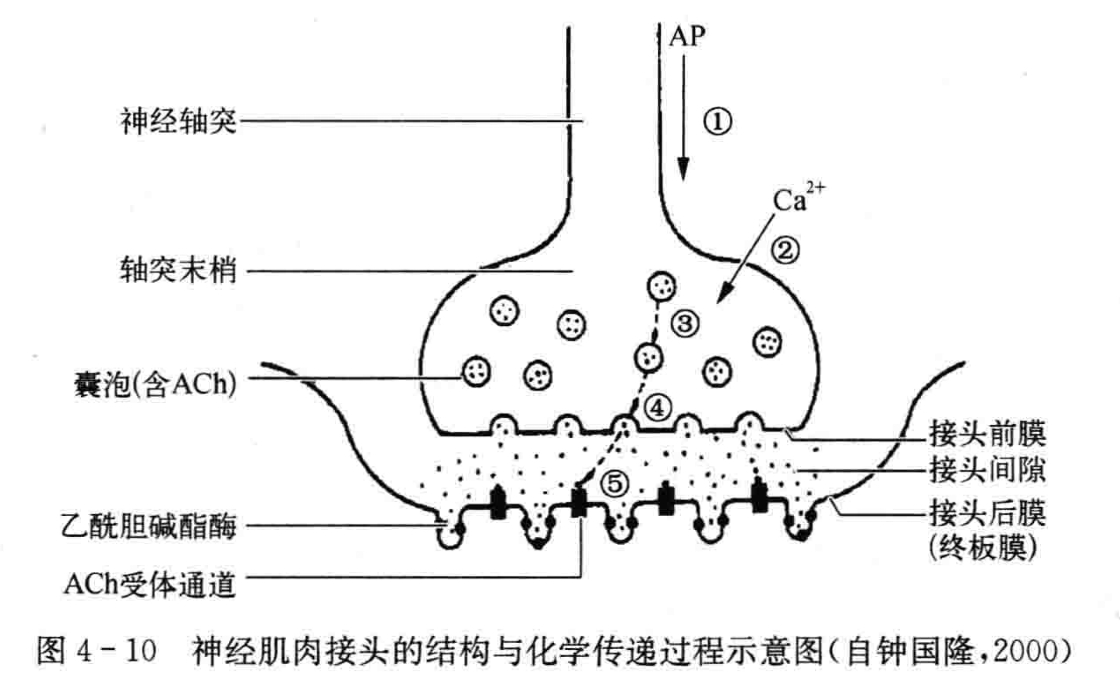 AP
①
神经轴突
Ca²⁺
②
轴突末梢
③
囊泡(含ACh)
④
接头前膜
接头间隙
⑤
接头后膜
(终板膜)
乙酰胆碱酯酶
ACh受体通道
图 4-10 神经肌肉接头的结构与化学传递过程示意图(自钟国隆,2000)